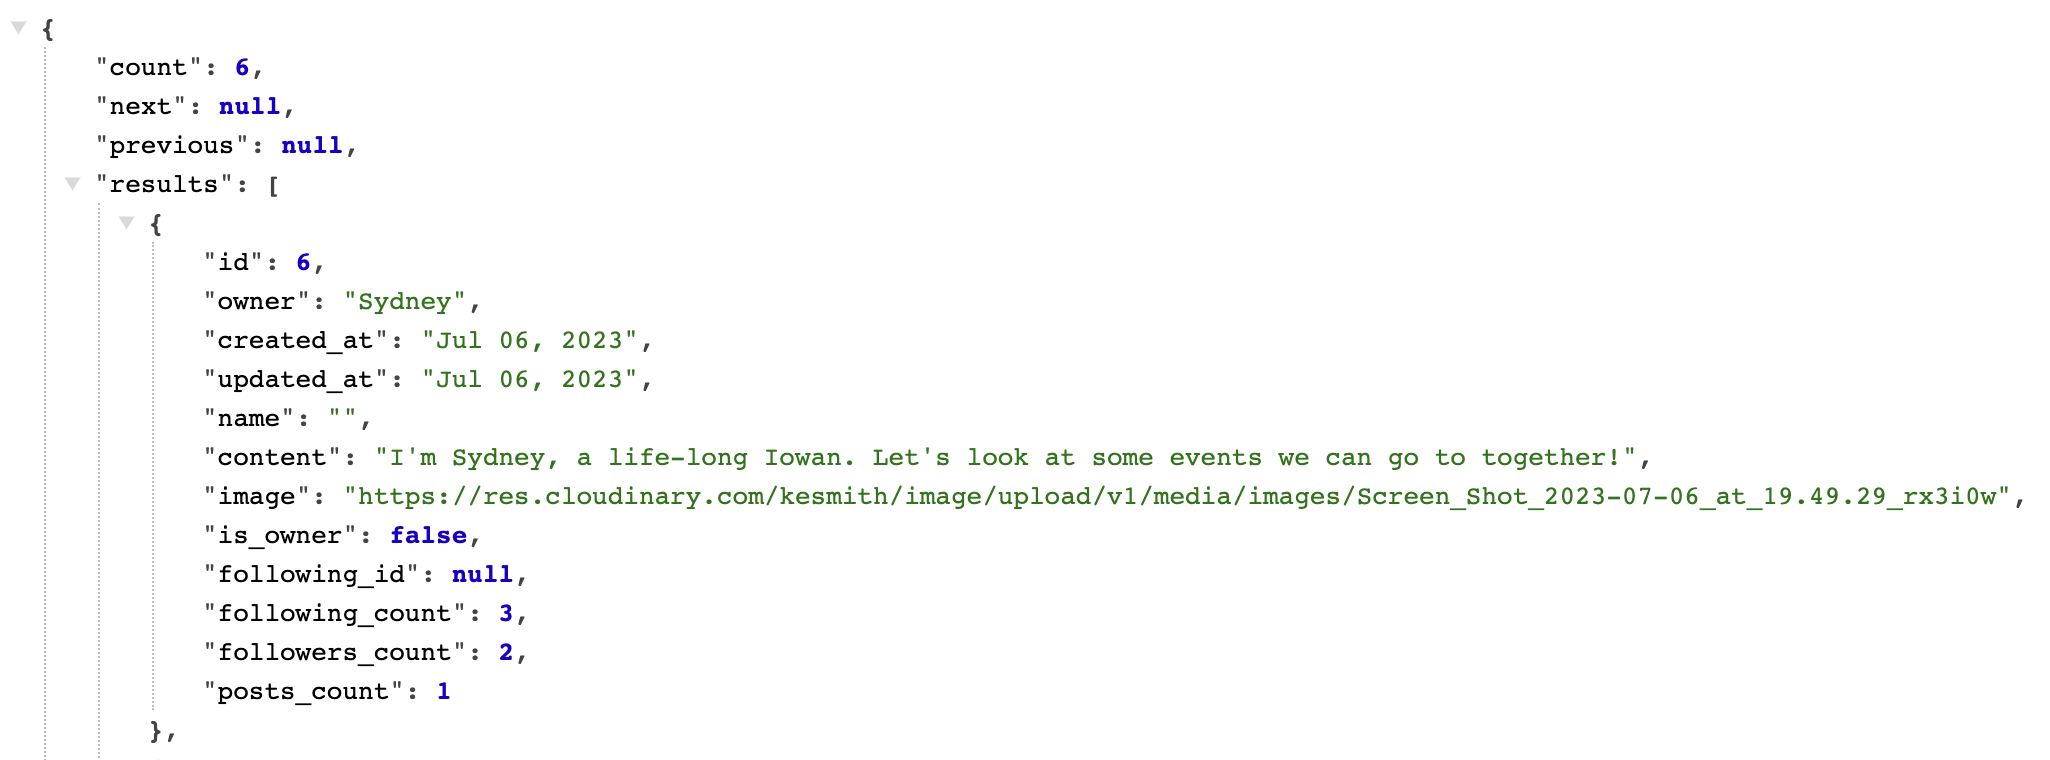 {
"count": 6,
"next": null,
"previous": null,
"results": [
{
"id": 6,
"owner": "Sydney",
"created_at": "Jul 06, 2023",
"updated_at": "Jul 06, 2023",
"name": "",
"content": "I'm Sydney, a life-long Iowan. Let's look at some events we can go to together!",
"image": "https://res.cloudinary.com/kesmith/image/upload/v1/media/images/Screen_Shot_2023-07-06_at_19.49.29_rx3i0w",
"is_owner": false,
"following_id": null,
"following_count": 3,
"followers_count": 2,
"posts_count": 1
},